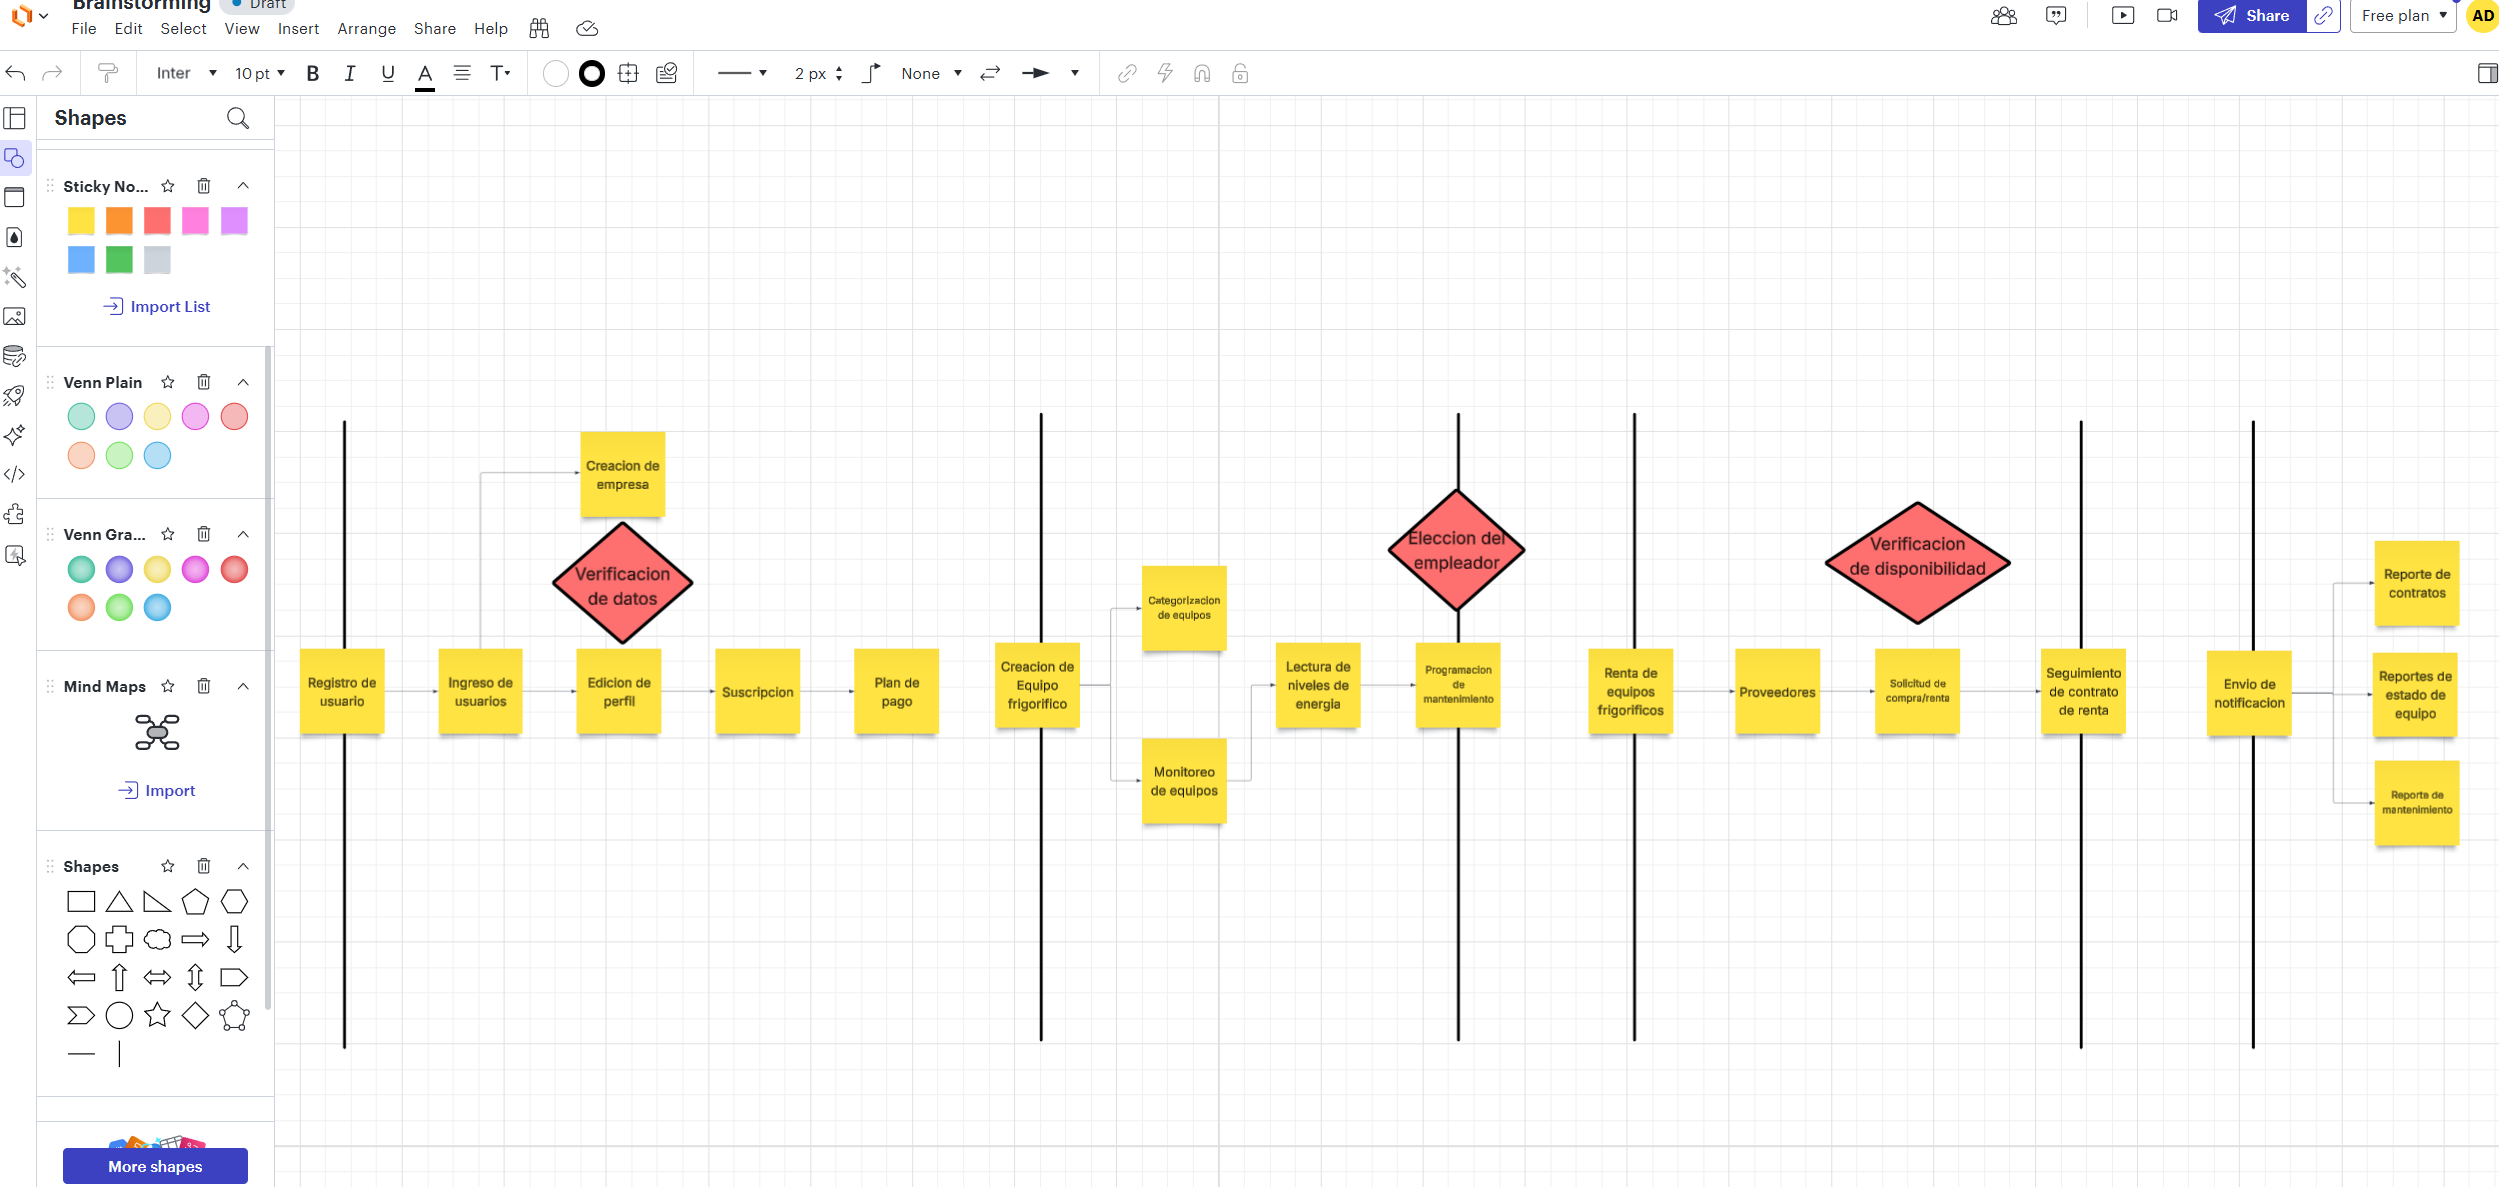 Brainstorming
Draft
File Edit Select View Insert Arrange Share Help
Share
Free plan
AD
Inter
10 pt
B I U A T
2 px
None
Shapes
Sticky No...
Import List
Venn Plain
Venn Gra...
Mind Maps
Import
Shapes
More shapes
Registro de
usuario
Ingreso de
usuarios
Creacion de
empresa
Verificacion
de datos
Edicion de
perfil
Suscripcion
Plan de
pago
Creacion de
Equipo
frigorifico
Categorizacion
de equipos
Monitoreo
de equipos
Lectura de
niveles de
energia
Eleccion del
empleador
Programacion
de
mantenimiento
Renta de
equipos
frigorificos
Proveedores
Verificacion
de disponibilidad
Solicitud de
compra/renta
Seguimiento
de contrato
de renta
Envio de
notificacion
Reporte de
contratos
Reportes de
estado de
equipo
Reporte de
mantenimiento